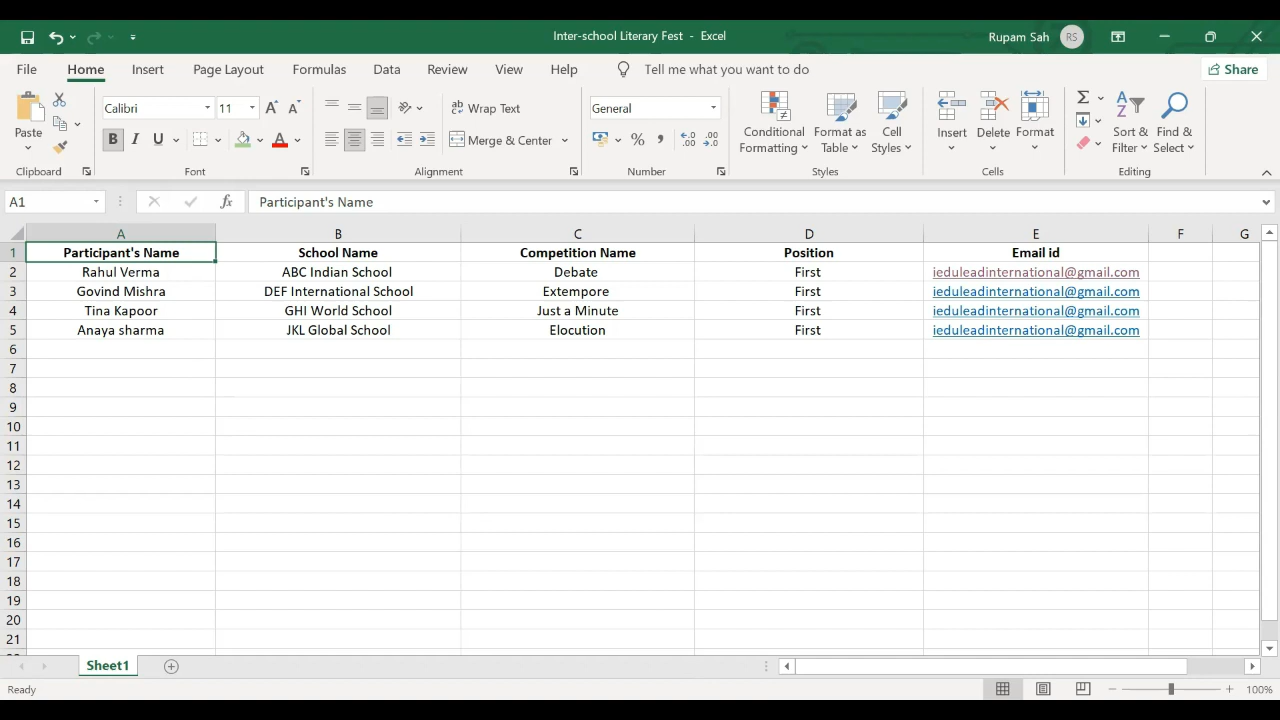 Inter-school Literary Fest - Excel
Rupam Sah RS
File Home Insert Page Layout Formulas Data Review View Help Tell me what you want to do Share
Paste Calibri 11 A A Wrap Text General Conditional Formatting Format as Table Cell Styles Insert Delete Format Sort & Filter Find & Select
B I U A Merge & Center % , .00 .00
Clipboard Font Alignment Number Styles Cells Editing
A1 fx Participant's Name
A B C D E F G
1 Participant's Name School Name Competition Name Position Email id
2 Rahul Verma ABC Indian School Debate First ieduleadinternational@gmail.com
3 Govind Mishra DEF International School Extempore First ieduleadinternational@gmail.com
4 Tina Kapoor GHI World School Just a Minute First ieduleadinternational@gmail.com
5 Anaya sharma JKL Global School Elocution First ieduleadinternational@gmail.com
6
7
8
9
10
11
12
13
14
15
16
17
18
19
20
21
Sheet1
Ready 100%